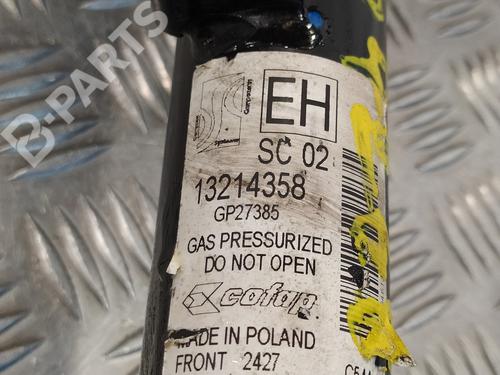 B-PARTS
EH
SC 02
13214358
GP27385
GAS PRESSURIZED
DO NOT OPEN
cofap
MADE IN POLAND
FRONT 2427